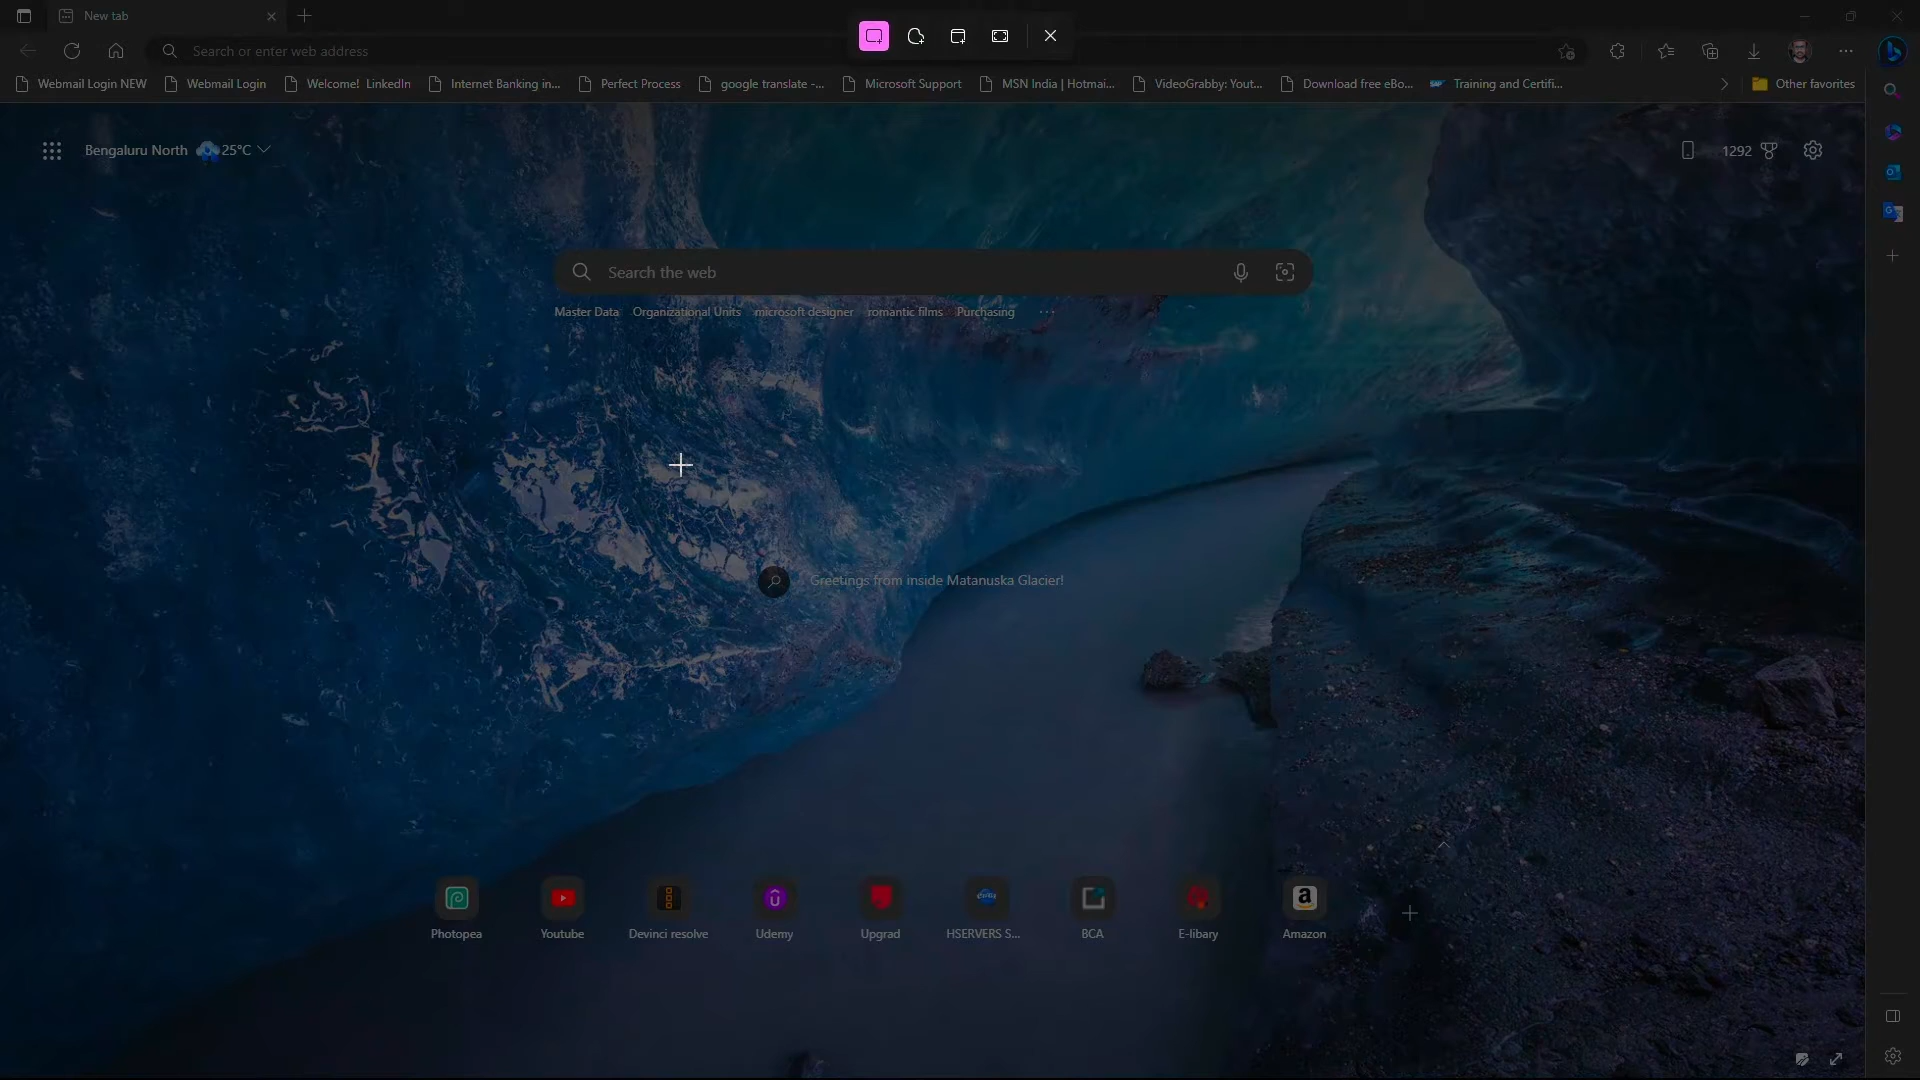 New tab
Search or enter web address
Webmail Login NEW
Webmail Login
Welcome! LinkedIn
Internet Banking in...
Perfect Process
google translate -...
Microsoft Support
MSN India | Hotmai...
VideoGrabby: Yout...
Download free eBo...
Training and Certifi...
Other favorites
Bengaluru North
25°C
1292
Search the web
Master Data
Organizational Units
microsoft designer
romantic films
Purchasing
Greetings from inside Matanuska Glacier!
Photopea
Youtube
Devinci resolve
Udemy
Upgrad
HSERVERS S...
BCA
E-libary
Amazon